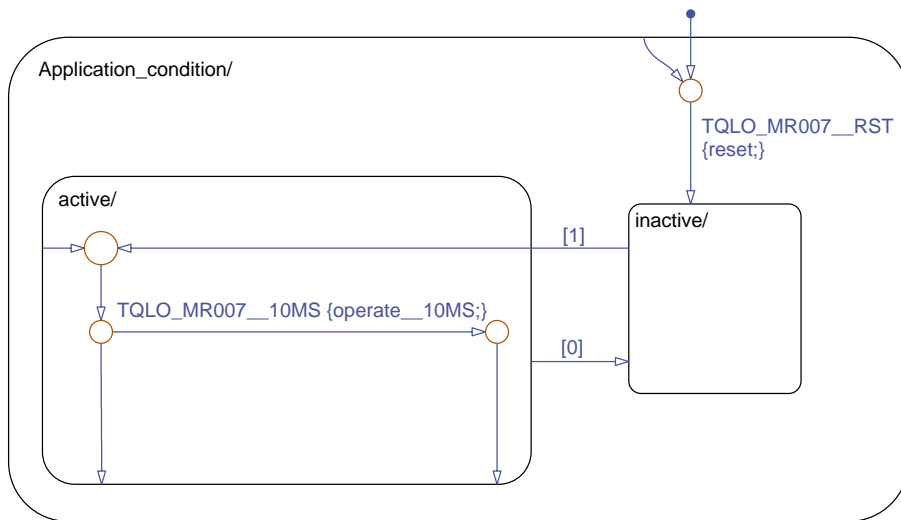 Application_condition/
TQLO_MR007__RST
{reset;}
active/
inactive/
[1]
TQLO_MR007__10MS {operate__10MS;}
[0]